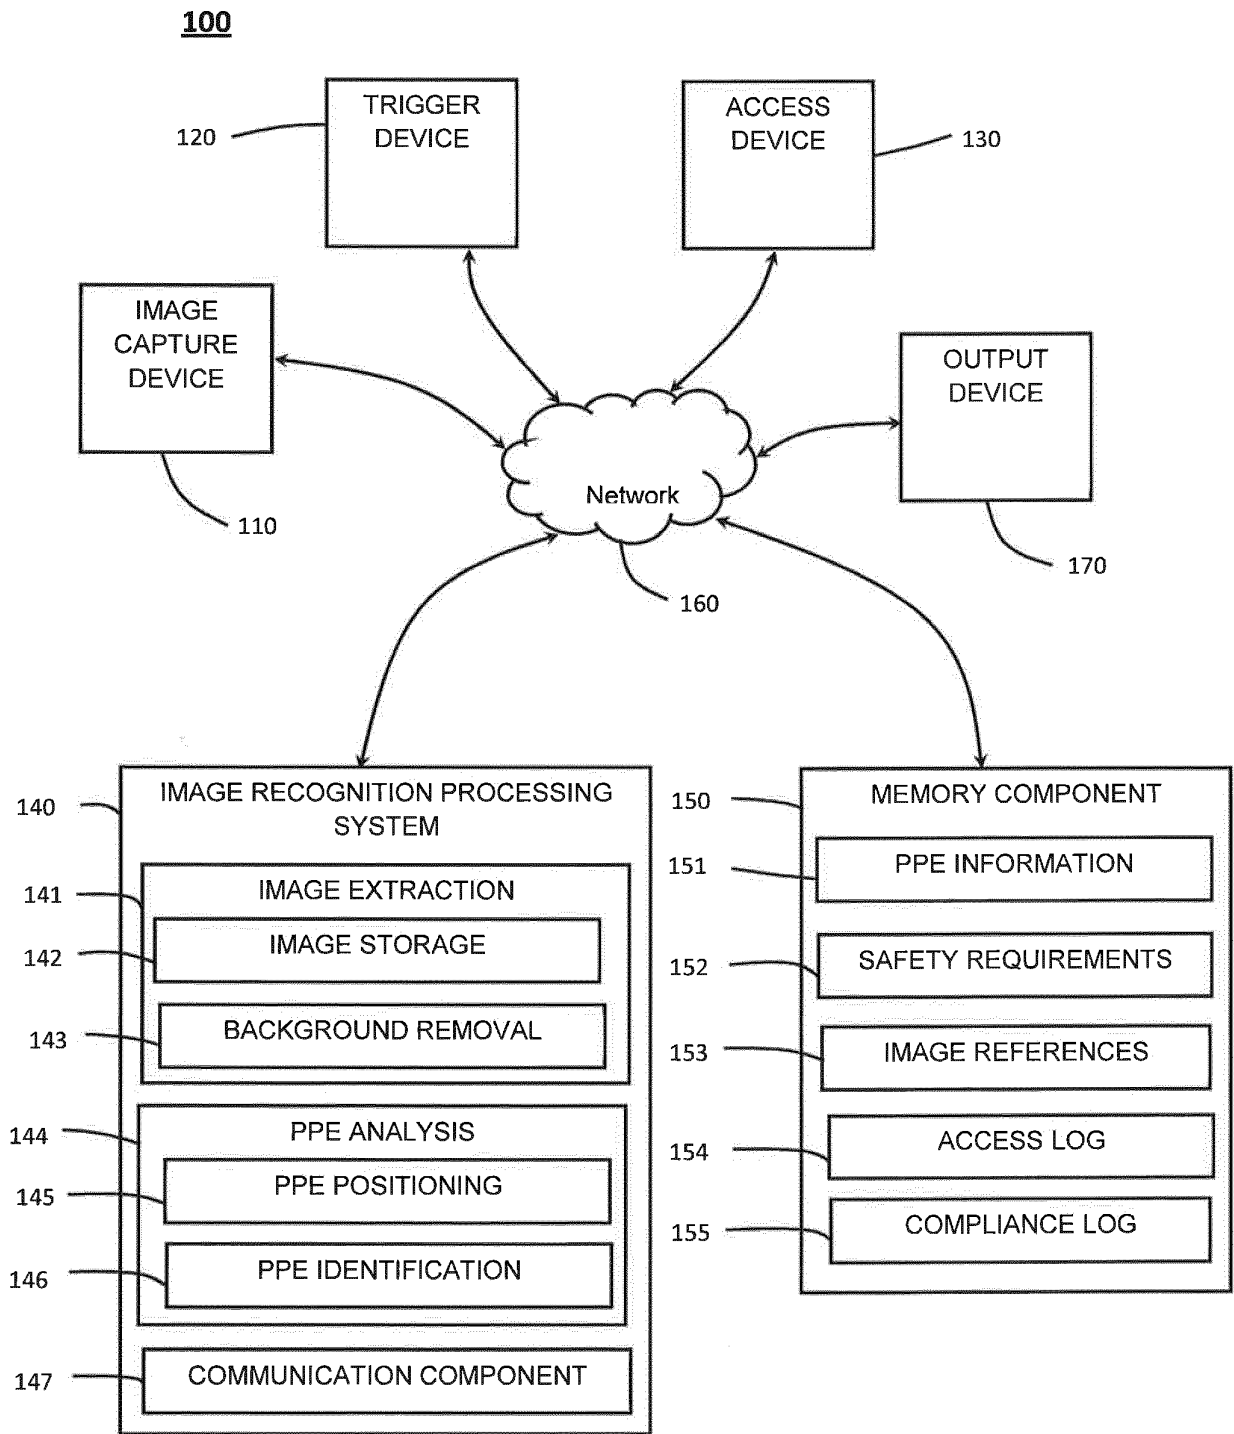 100
TRIGGER
DEVICE
120
ACCESS
DEVICE
130
IMAGE
CAPTURE
DEVICE
110
OUTPUT
DEVICE
170
Network
160
IMAGE RECOGNITION PROCESSING
SYSTEM
140
IMAGE EXTRACTION
141
IMAGE STORAGE
142
BACKGROUND REMOVAL
143
PPE ANALYSIS
144
PPE POSITIONING
145
PPE IDENTIFICATION
146
COMMUNICATION COMPONENT
147
MEMORY COMPONENT
150
PPE INFORMATION
151
SAFETY REQUIREMENTS
152
IMAGE REFERENCES
153
ACCESS LOG
154
COMPLIANCE LOG
155